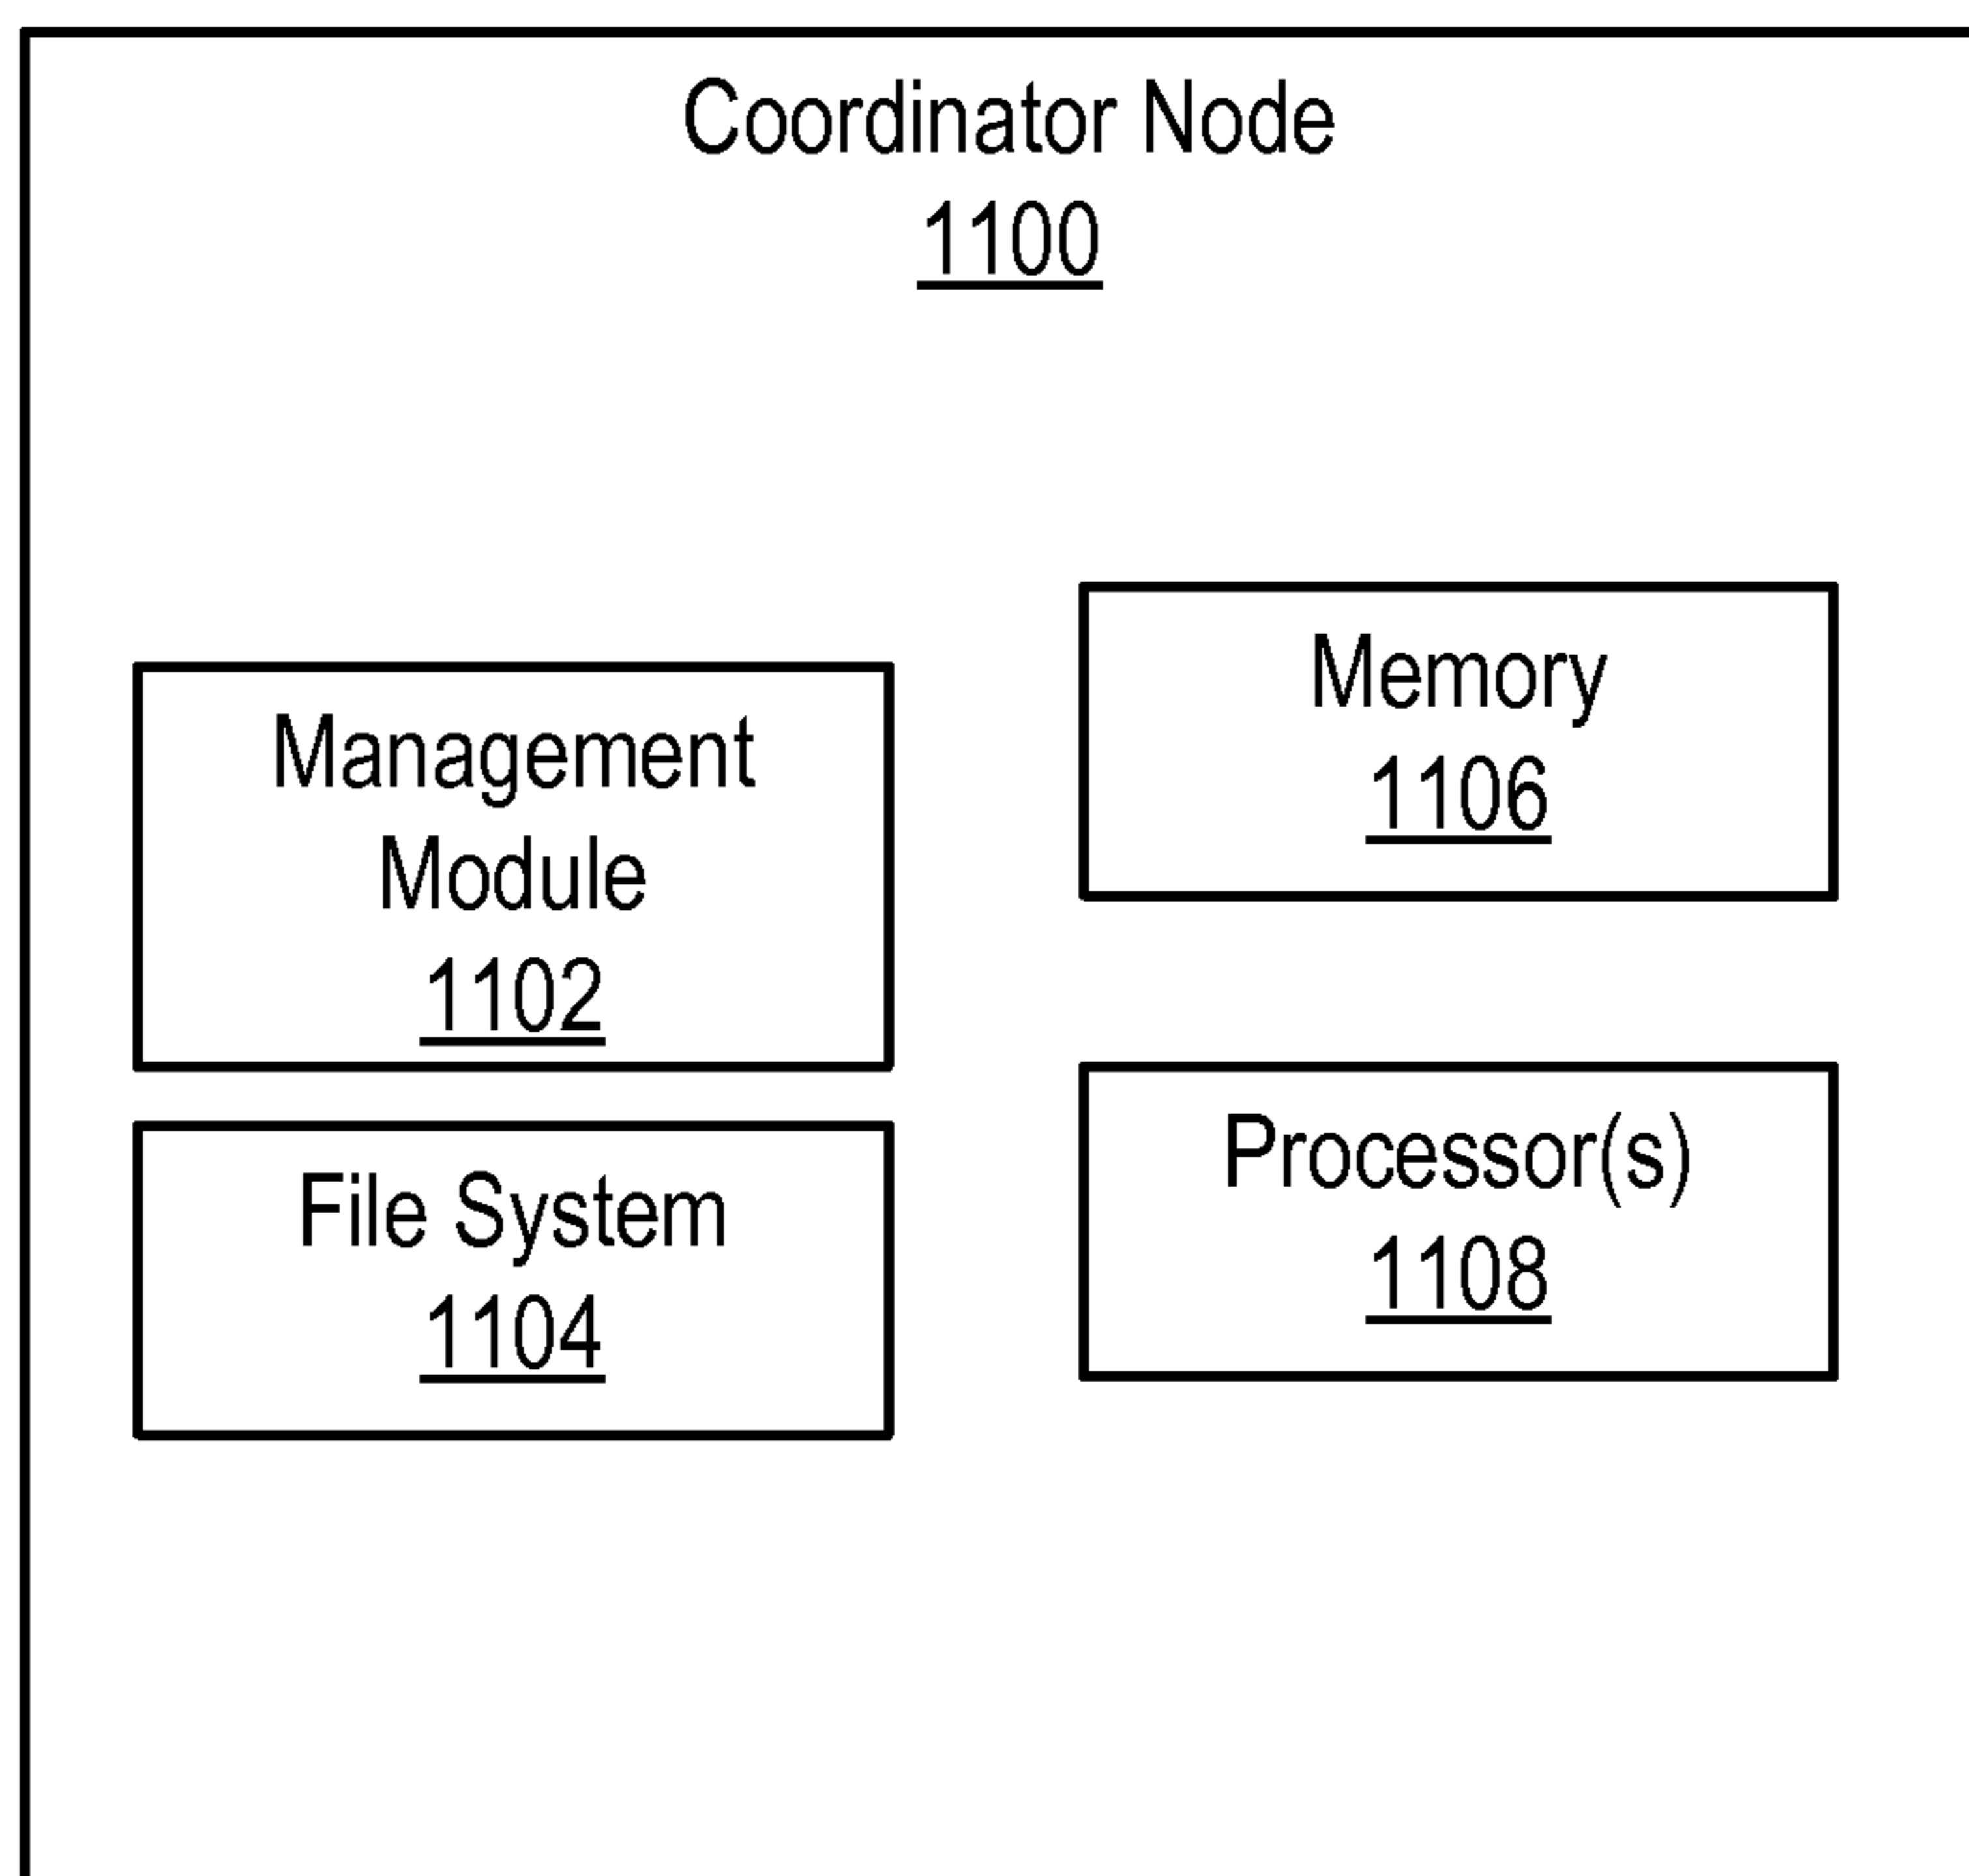 Coordinator Node
1100
Management
Module
1102
File System
1104
Memory
1106
Processor(s)
1108